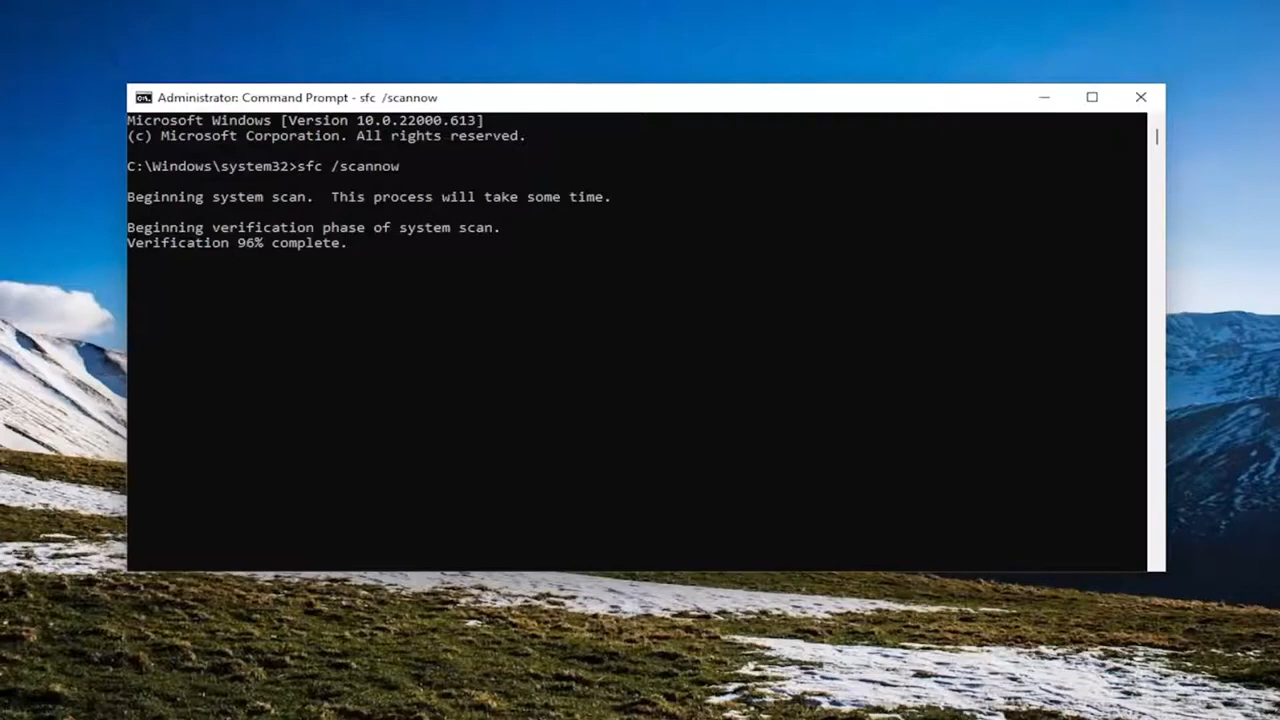 Administrator: Command Prompt - sfc  /scannow
Microsoft Windows [Version 10.0.22000.613]
(c) Microsoft Corporation. All rights reserved.
C:\Windows\system32>sfc /scannow
Beginning system scan.  This process will take some time.
Beginning verification phase of system scan.
Verification 96% complete.